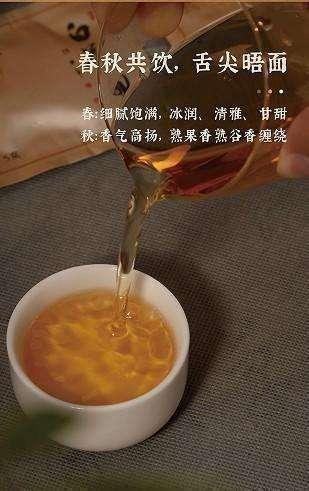 春秋共饮，舌尖晤面
春:细腻饱满，冰润、清雅、甘甜
秋:香气高扬，熟果香熟谷香缠绕